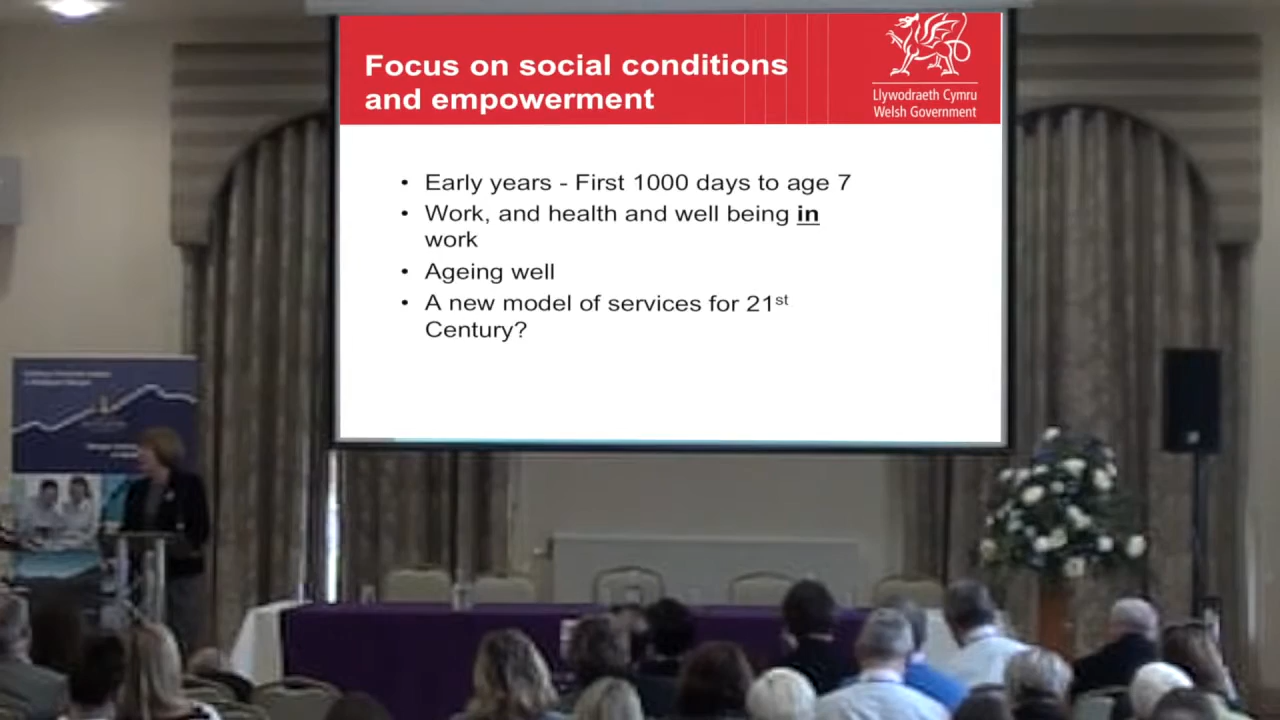 Focus on social conditions
and empowerment
Llywodraeth Cymru
Welsh Government
• Early years - First 1000 days to age 7
• Work, and health and well being in
work
• Ageing well
• A new model of services for 21st
Century?